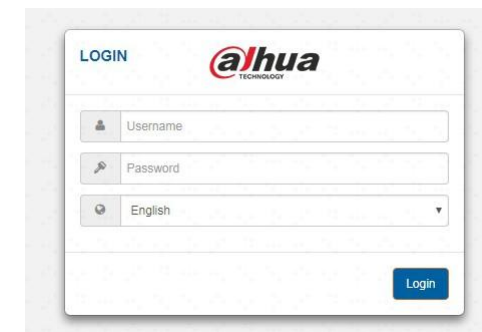 LOGIN
alhua
TECHNOLOGY
Username
Password
English
Login